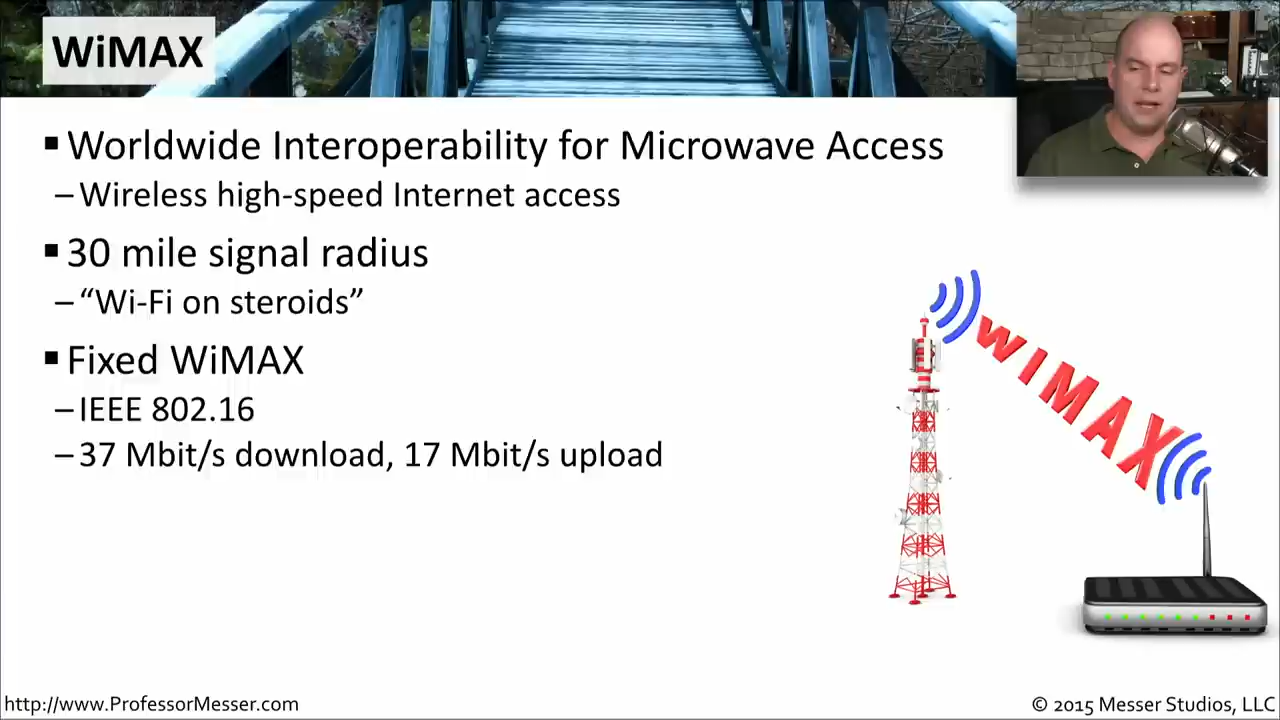 WiMAX
▪ Worldwide Interoperability for Microwave Access
– Wireless high-speed Internet access
▪ 30 mile signal radius
– “Wi-Fi on steroids”
▪ Fixed WiMAX
– IEEE 802.16
– 37 Mbit/s download, 17 Mbit/s upload
WIMAX
http://www.ProfessorMesser.com
© 2015 Messer Studios, LLC